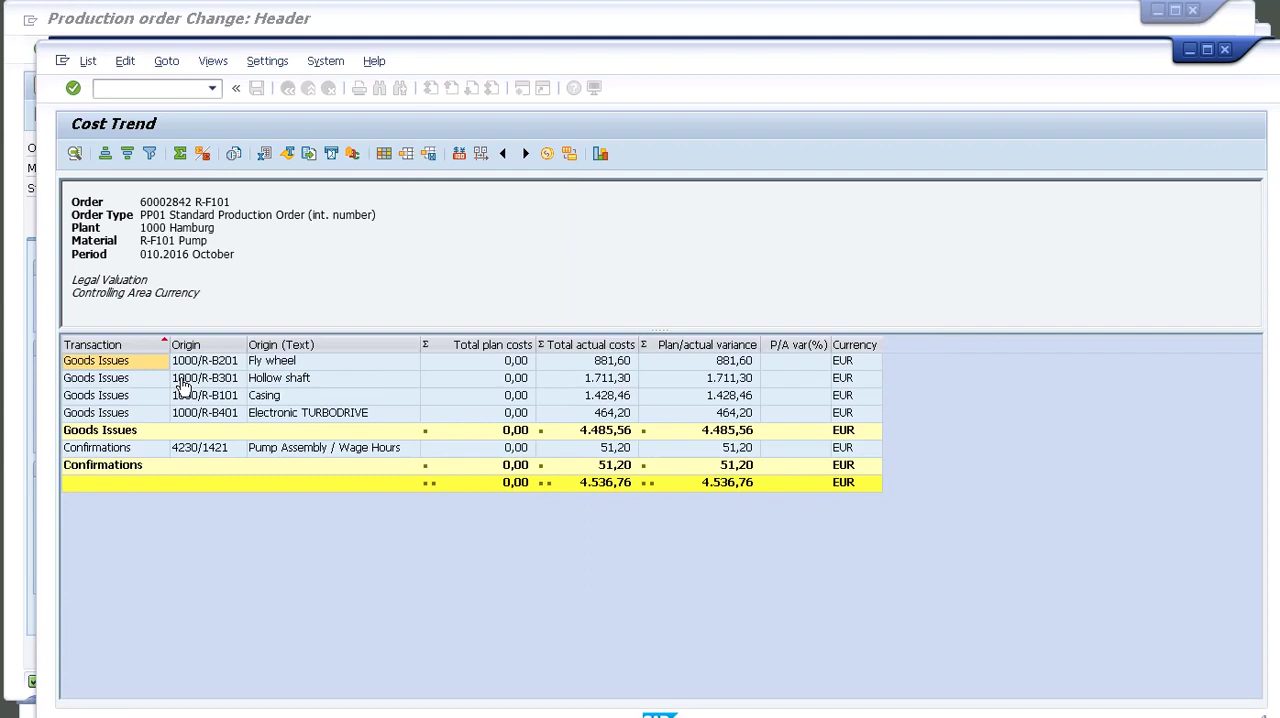 Production order Change: Header
List Edit Goto Views Settings System Help
Cost Trend
Order 60002842 R-F101
Order Type PP01 Standard Production Order (int. number)
Plant 1000 Hamburg
Material R-F101 Pump
Period 010.2016 October
Legal Valuation
Controlling Area Currency
Transaction Origin Origin (Text) Σ Total plan costs Σ Total actual costs Σ Plan/actual variance P/A var(%) Currency
Goods Issues 1000/R-B201 Fly wheel 0,00 881,60 881,60 EUR
Goods Issues 1000/R-B301 Hollow shaft 0,00 1.711,30 1.711,30 EUR
Goods Issues 1000/R-B101 Casing 0,00 1.428,46 1.428,46 EUR
Goods Issues 1000/R-B401 Electronic TURBODRIVE 0,00 464,20 464,20 EUR
Goods Issues 0,00 4.485,56 4.485,56 EUR
Confirmations 4230/1421 Pump Assembly / Wage Hours 0,00 51,20 51,20 EUR
Confirmations 0,00 51,20 51,20 EUR
0,00 4.536,76 4.536,76 EUR
SAP